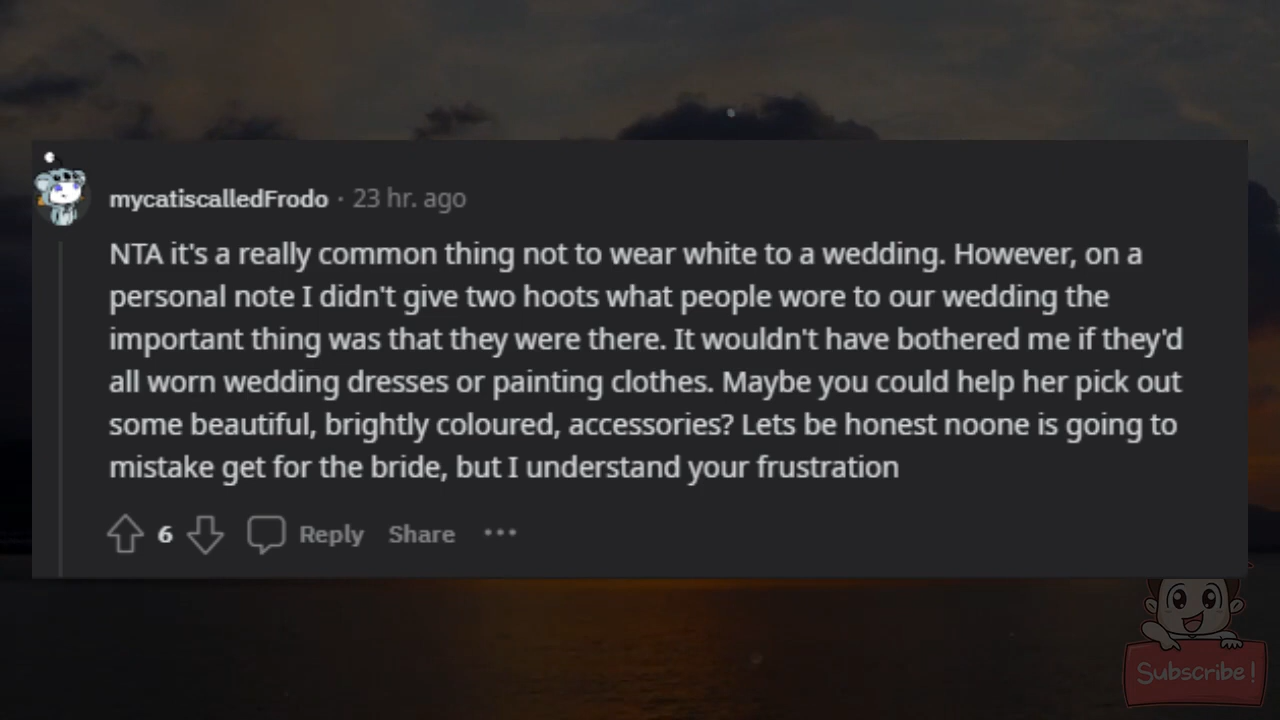 mycatiscalledFrodo · 23 hr. ago
NTA it's a really common thing not to wear white to a wedding. However, on a
personal note I didn't give two hoots what people wore to our wedding the
important thing was that they were there. It wouldn't have bothered me if they'd
all worn wedding dresses or painting clothes. Maybe you could help her pick out
some beautiful, brightly coloured, accessories? Lets be honest noone is going to
mistake get for the bride, but I understand your frustration
6 Reply Share ···
Subscribe!